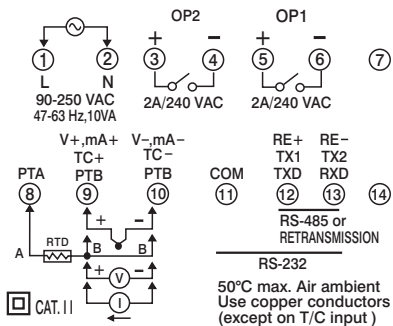 OP2 OP1
+ − + −
1 2 3 4 5 6 7
L N
90-250 VAC 2A/240 VAC 2A/240 VAC
47-63 Hz,10VA
V+,mA+ V−,mA− RE+ RE−
TC+ TC− TX1 TX2
PTA PTB PTB COM TXD RXD
8 9 10 11 12 13 14
+ −
RS-485 or
RETRANSMISSION
RTD
A B B
RS-232
+ V −
+ I −
CAT.II
50°C max. Air ambient
Use copper conductors
(except on T/C input )